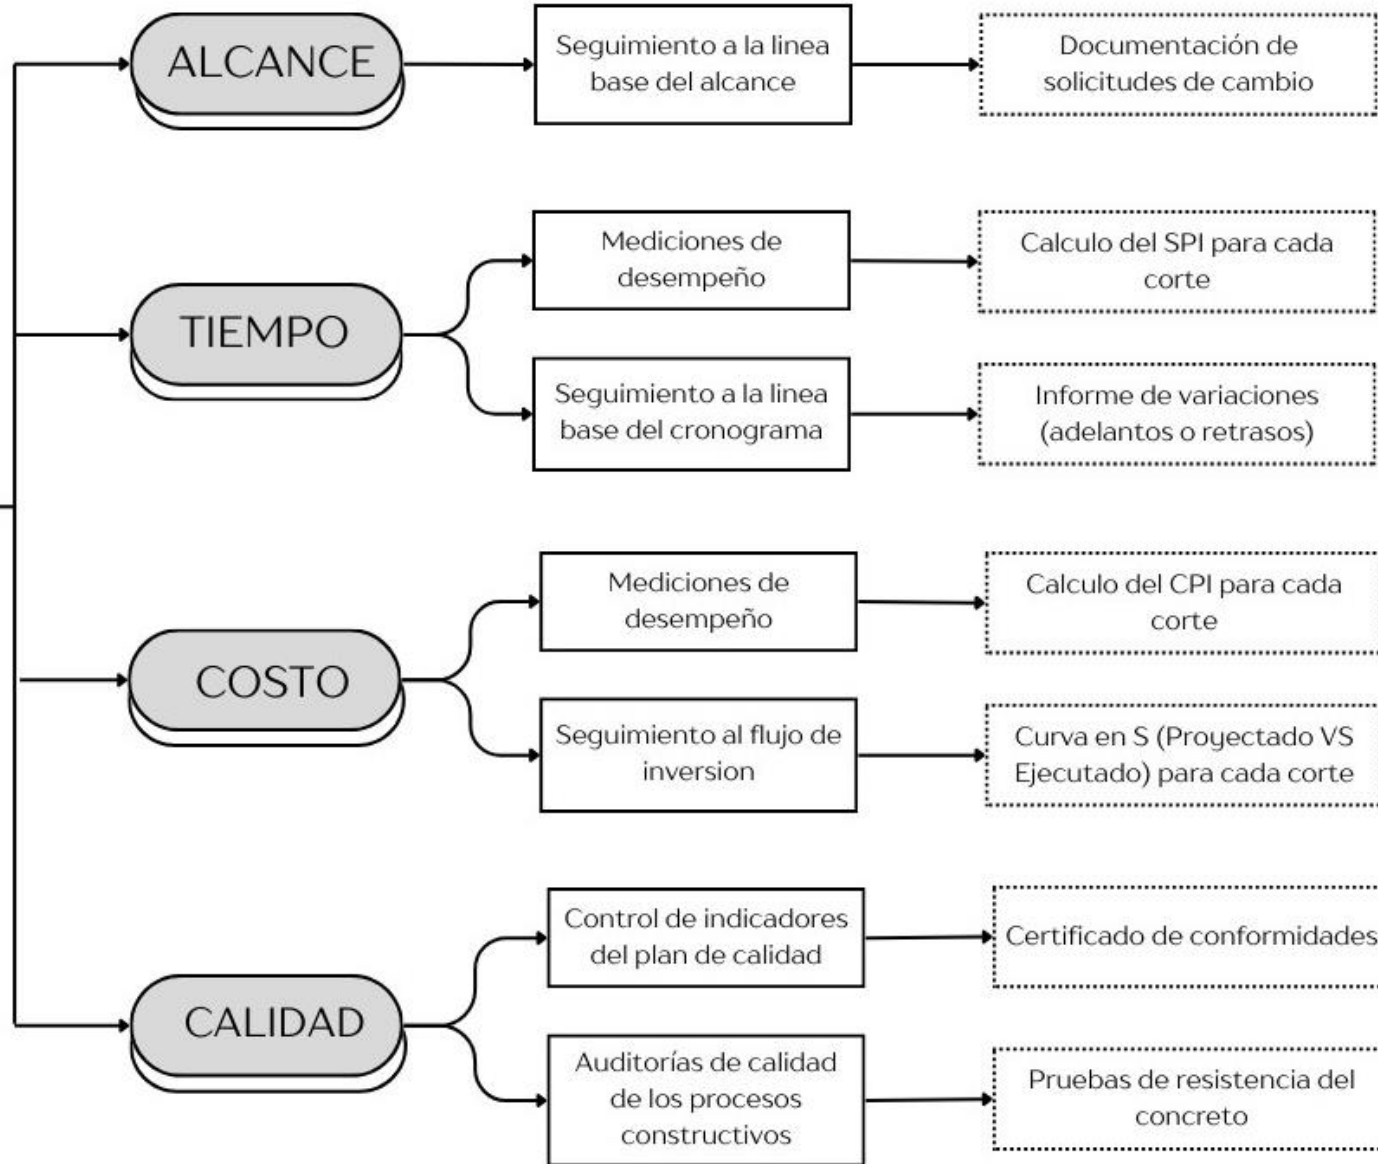 ALCANCE
Seguimiento a la linea
base del alcance
Documentación de
solicitudes de cambio
TIEMPO
Mediciones de
desempeño
Calculo del SPI para cada
corte
Seguimiento a la linea
base del cronograma
Informe de variaciones
(adelantos o retrasos)
COSTO
Mediciones de
desempeño
Calculo del CPI para cada
corte
Seguimiento al flujo de
inversion
Curva en S (Proyectado VS
Ejecutado) para cada corte
CALIDAD
Control de indicadores
del plan de calidad
Certificado de conformidades
Auditorías de calidad
de los procesos
constructivos
Pruebas de resistencia del
concreto